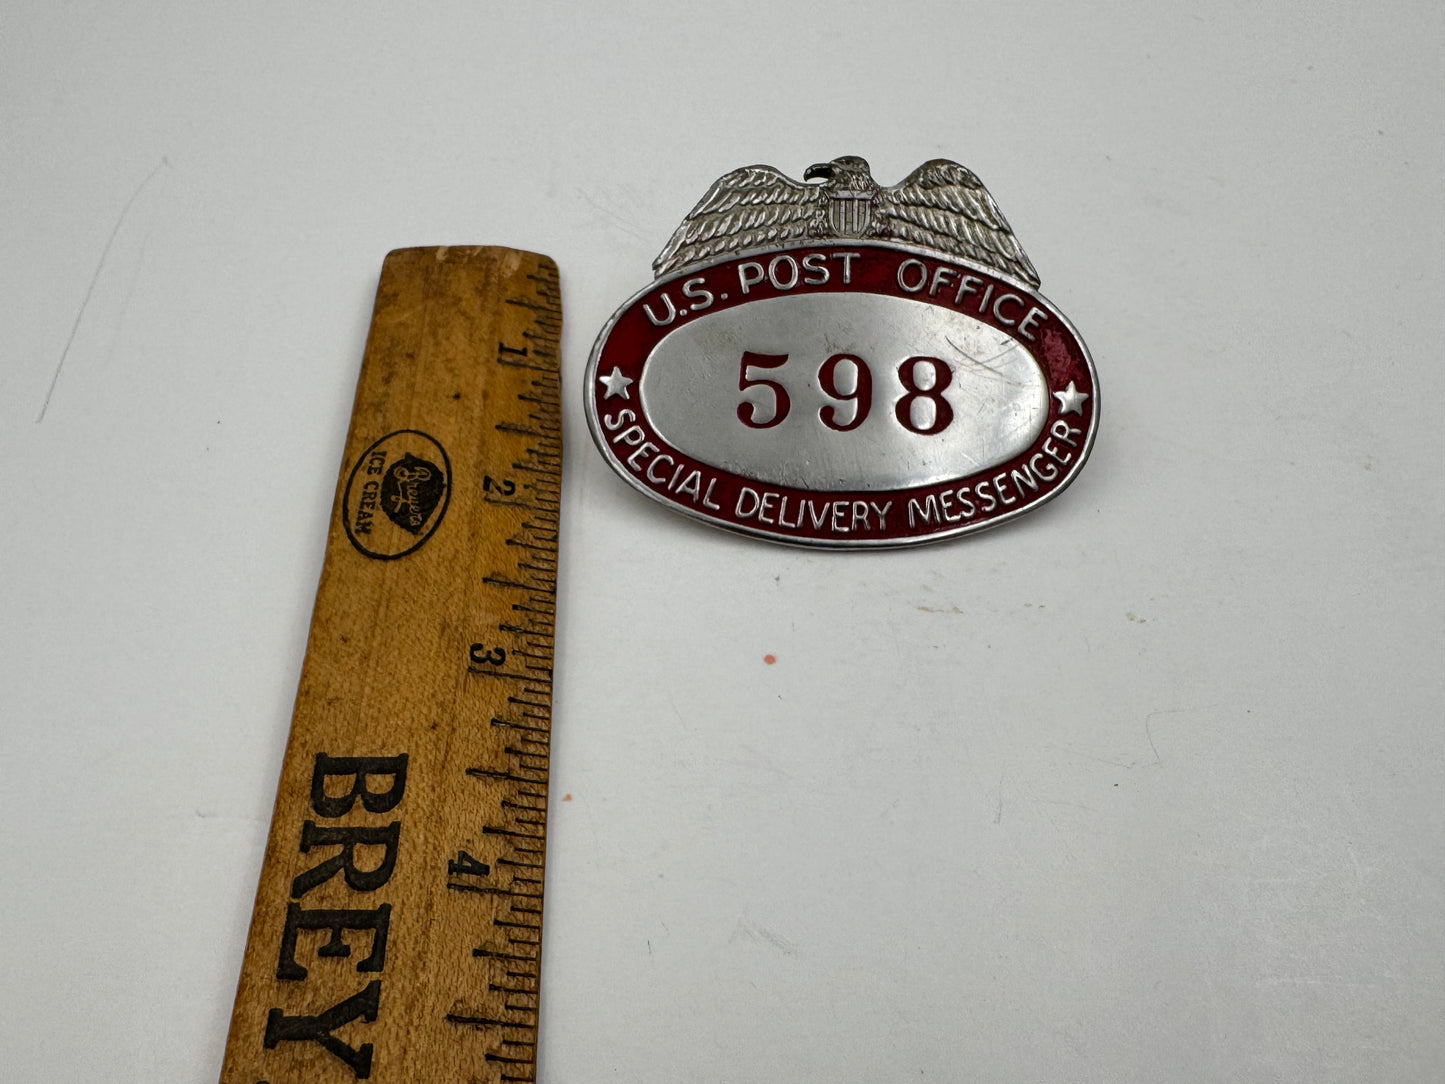 U.S. POST OFFICE
598
SPECIAL DELIVERY MESSENGER
1
2
3
4
Breyers
ICE CREAM
BREY